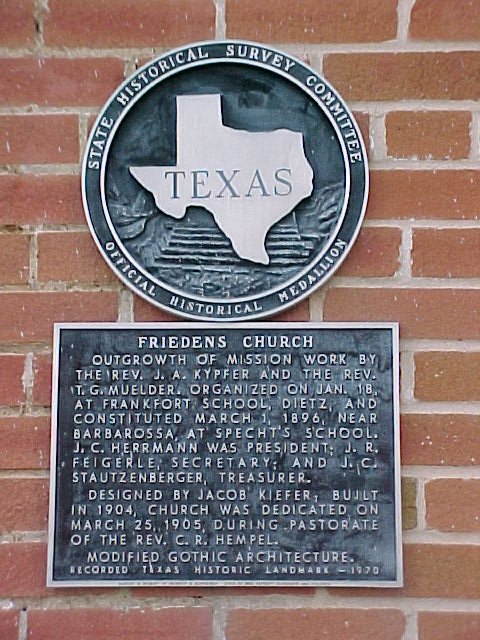 STATE HISTORICAL SURVEY COMMITTEE
TEXAS
OFFICIAL HISTORICAL MEDALLION
FRIEDENS CHURCH
OUTGROWTH OF MISSION WORK BY
THE REV. J. A. KYPFER AND THE REV.
T. G. MUELDER. ORGANIZED ON JAN. 18,
AT FRANKFORT SCHOOL, DIETZ, AND
CONSTITUTED MARCH 1, 1896, NEAR
BARBAROSSA, AT SPECHT'S SCHOOL.
J. C. HERRMANN WAS PRESIDENT; J. R.
FEIGERLE, SECRETARY; AND J. C.
STAUTZENBERGER, TREASURER.
DESIGNED BY JACOB KIEFER; BUILT
IN 1904, CHURCH WAS DEDICATED ON
MARCH 25, 1905, DURING PASTORATE
OF THE REV. C. R. HEMPEL.
MODIFIED GOTHIC ARCHITECTURE.
RECORDED TEXAS HISTORIC LANDMARK - 1970